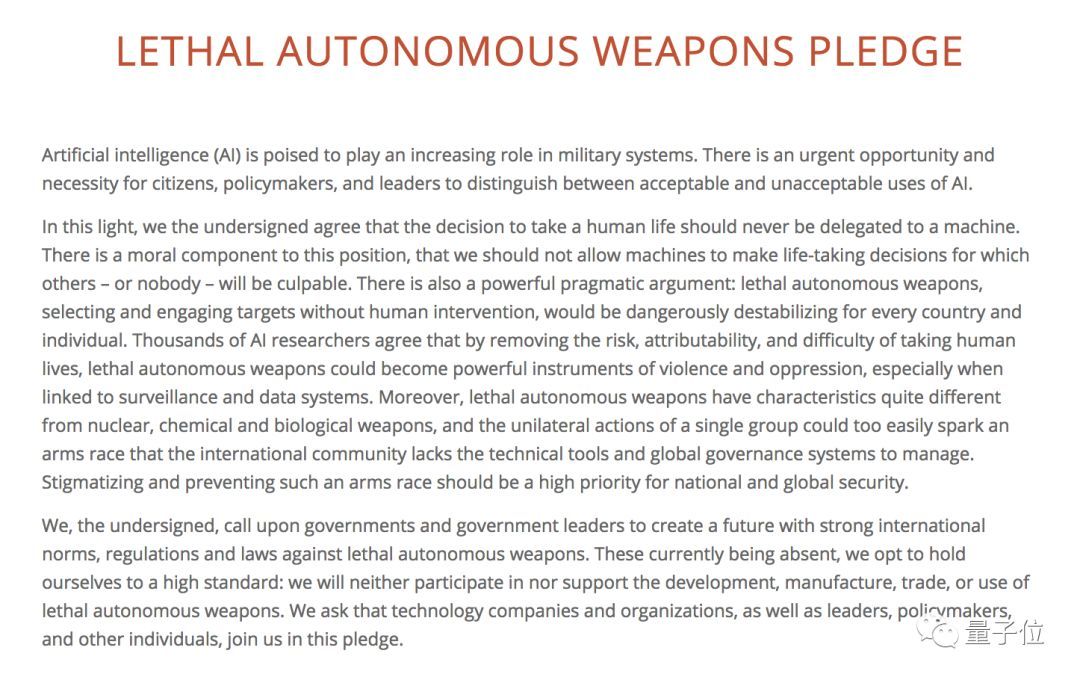 LETHAL AUTONOMOUS WEAPONS PLEDGE
Artificial intelligence (AI) is poised to play an increasing role in military systems. There is an urgent opportunity and
necessity for citizens, policymakers, and leaders to distinguish between acceptable and unacceptable uses of AI.
In this light, we the undersigned agree that the decision to take a human life should never be delegated to a machine.
There is a moral component to this position, that we should not allow machines to make life-taking decisions for which
others – or nobody – will be culpable. There is also a powerful pragmatic argument: lethal autonomous weapons,
selecting and engaging targets without human intervention, would be dangerously destabilizing for every country and
individual. Thousands of AI researchers agree that by removing the risk, attributability, and difficulty of taking human
lives, lethal autonomous weapons could become powerful instruments of violence and oppression, especially when
linked to surveillance and data systems. Moreover, lethal autonomous weapons have characteristics quite different
from nuclear, chemical and biological weapons, and the unilateral actions of a single group could too easily spark an
arms race that the international community lacks the technical tools and global governance systems to manage.
Stigmatizing and preventing such an arms race should be a high priority for national and global security.
We, the undersigned, call upon governments and government leaders to create a future with strong international
norms, regulations and laws against lethal autonomous weapons. These currently being absent, we opt to hold
ourselves to a high standard: we will neither participate in nor support the development, manufacture, trade, or use of
lethal autonomous weapons. We ask that technology companies and organizations, as well as leaders, policymakers,
and other individuals, join us in this pledge.
量子位